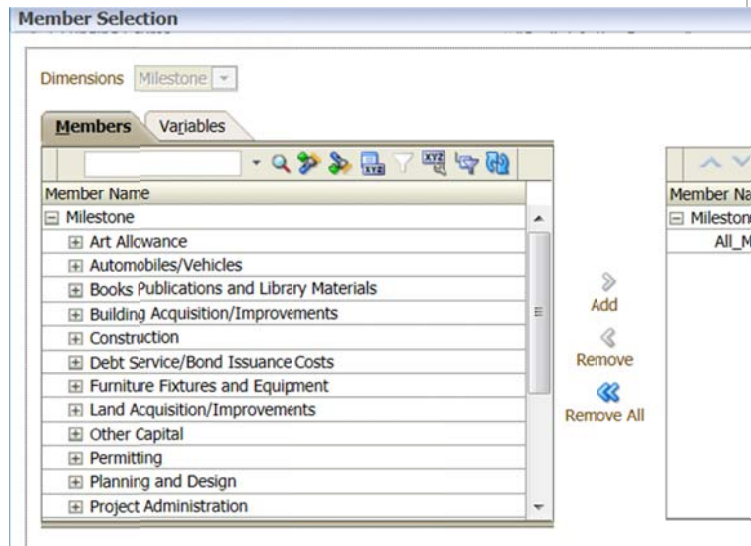 Member Selection
Dimensions Milestone
Members Variables
Member Name
Milestone
Art Allowance
Automobiles/Vehicles
Books Publications and Library Materials
Building Acquisition/Improvements
Construction
Debt Service/Bond Issuance Costs
Furniture Fixtures and Equipment
Land Acquisition/Improvements
Other Capital
Permitting
Planning and Design
Project Administration
Add
Remove
Remove All
Member Na
Mileston
All_M